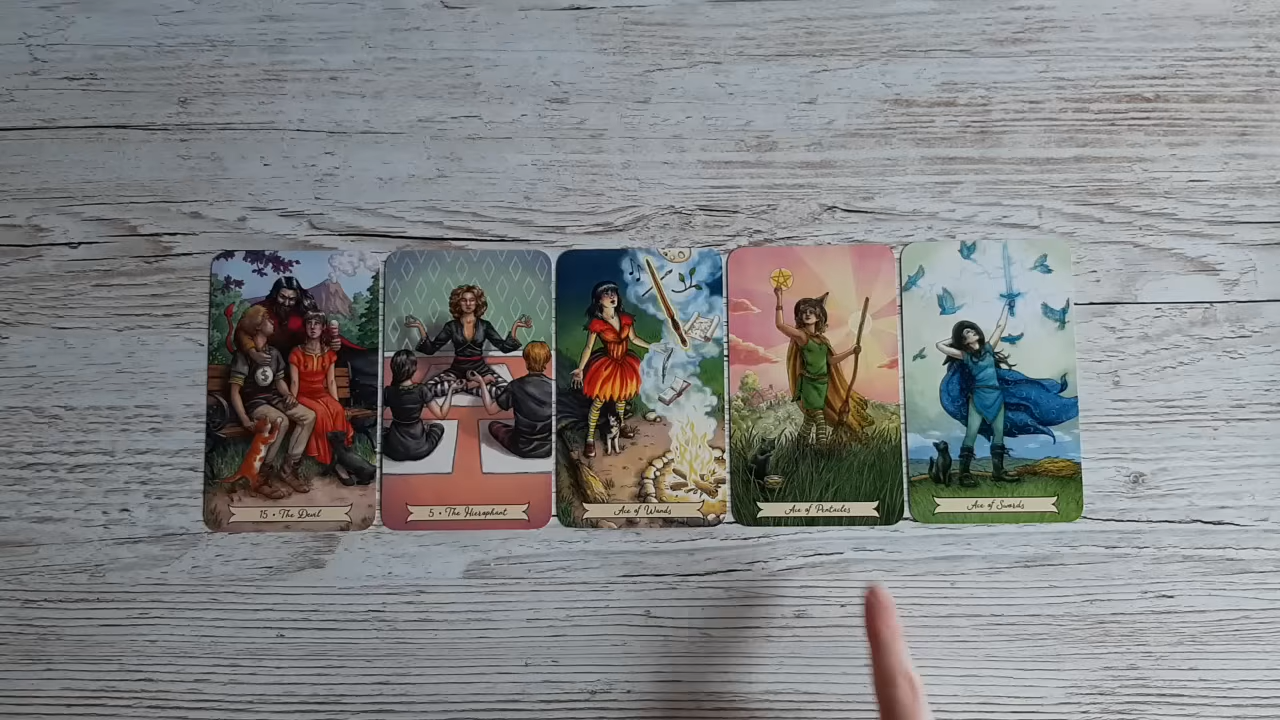 15 • The Devil
5 • The Hierophant
Ace of Wands
Ace of Pentacles
Ace of Swords